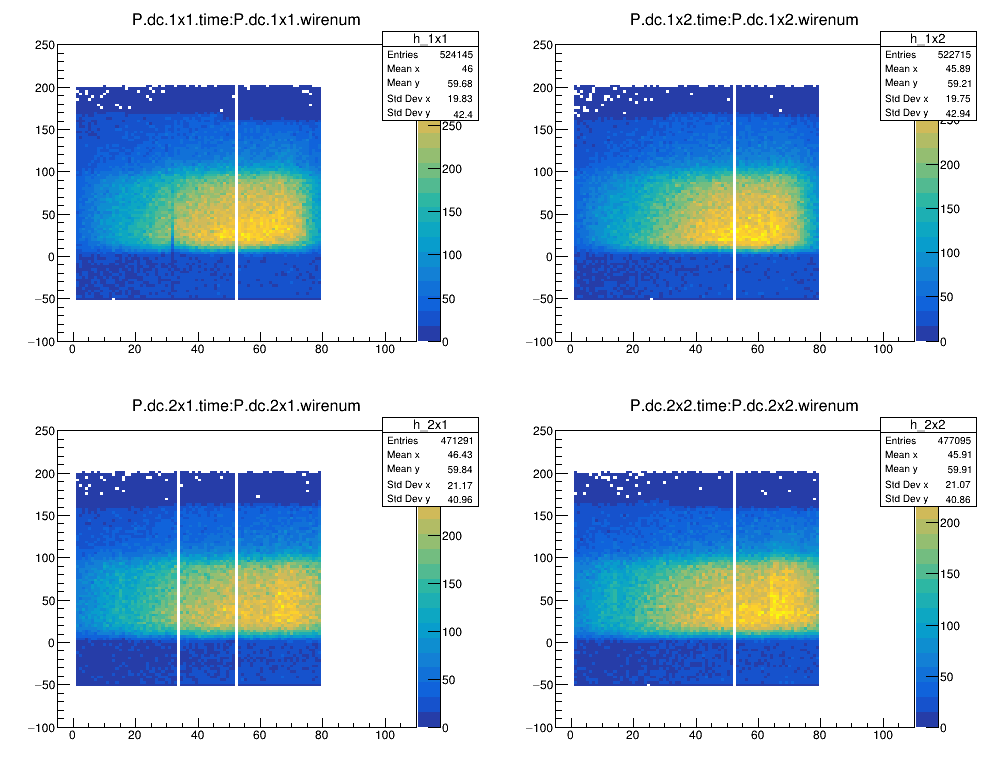 P.dc.1x1.time:P.dc.1x1.wirenum
h_1x1
Entries 524145
Mean x 46
Mean y 59.68
Std Dev x 19.83
Std Dev y 42.4
250
200
150
100
50
0
−50
−100
0 20 40 60 80 100
250
200
150
100
50
0
P.dc.1x2.time:P.dc.1x2.wirenum
h_1x2
Entries 522715
Mean x 45.89
Mean y 59.21
Std Dev x 19.75
Std Dev y 42.94
250
200
150
100
50
0
−50
−100
0 20 40 60 80 100
250
200
150
100
50
0
P.dc.2x1.time:P.dc.2x1.wirenum
h_2x1
Entries 471291
Mean x 46.43
Mean y 59.84
Std Dev x 21.17
Std Dev y 40.96
250
200
150
100
50
0
−50
−100
0 20 40 60 80 100
200
150
100
50
0
P.dc.2x2.time:P.dc.2x2.wirenum
h_2x2
Entries 477095
Mean x 45.91
Mean y 59.91
Std Dev x 21.07
Std Dev y 40.86
250
200
150
100
50
0
−50
−100
0 20 40 60 80 100
200
150
100
50
0